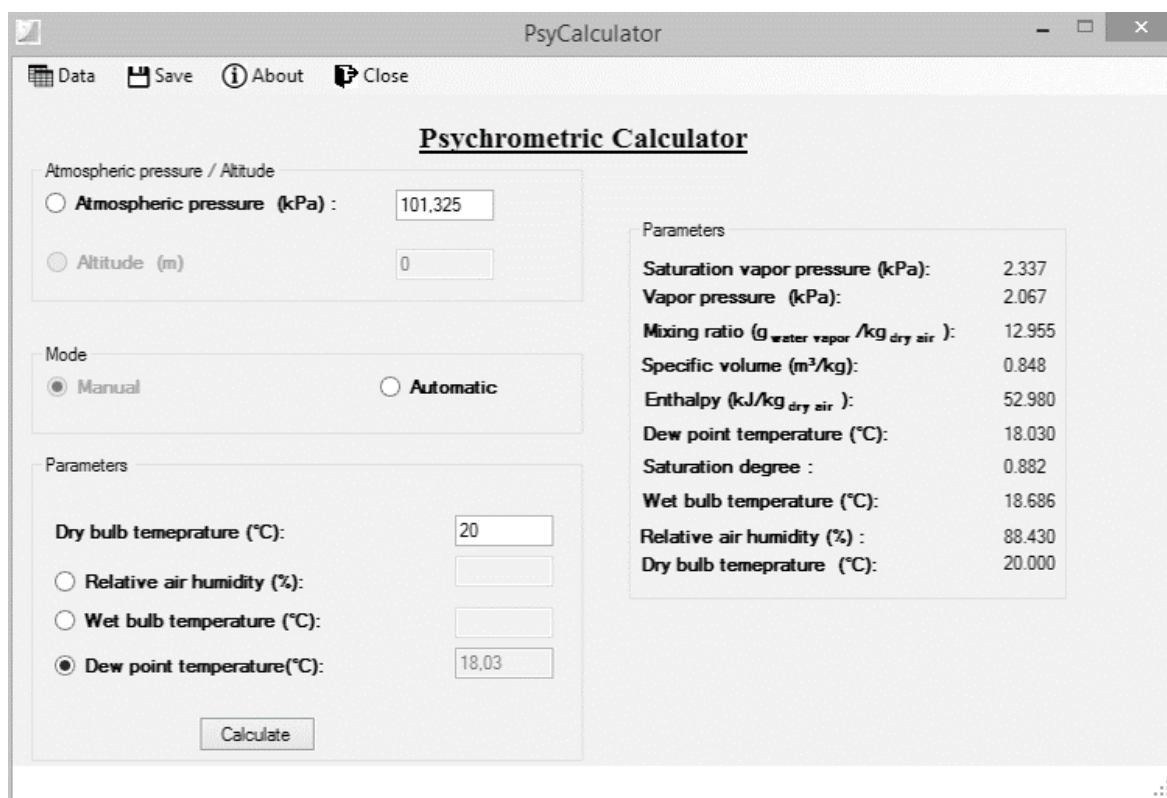 PsyCalculator
Data Save About Close
Psychrometric Calculator
Atmospheric pressure / Altitude
Atmospheric pressure (kPa) : 101,325
Altitude (m) 0
Mode
Manual Automatic
Parameters
Dry bulb temeprature (°C): 20
Relative air humidity (%):
Wet bulb temperature (°C):
Dew point temperature(°C): 18,03
Calculate
Parameters
Saturation vapor pressure (kPa): 2.337
Vapor pressure (kPa): 2.067
Mixing ratio (g water vapor /kg dry air ): 12.955
Specific volume (m³/kg): 0.848
Enthalpy (kJ/kg dry air ): 52.980
Dew point temperature (°C): 18.030
Saturation degree : 0.882
Wet bulb temperature (°C): 18.686
Relative air humidity (%) : 88.430
Dry bulb temeprature (°C): 20.000